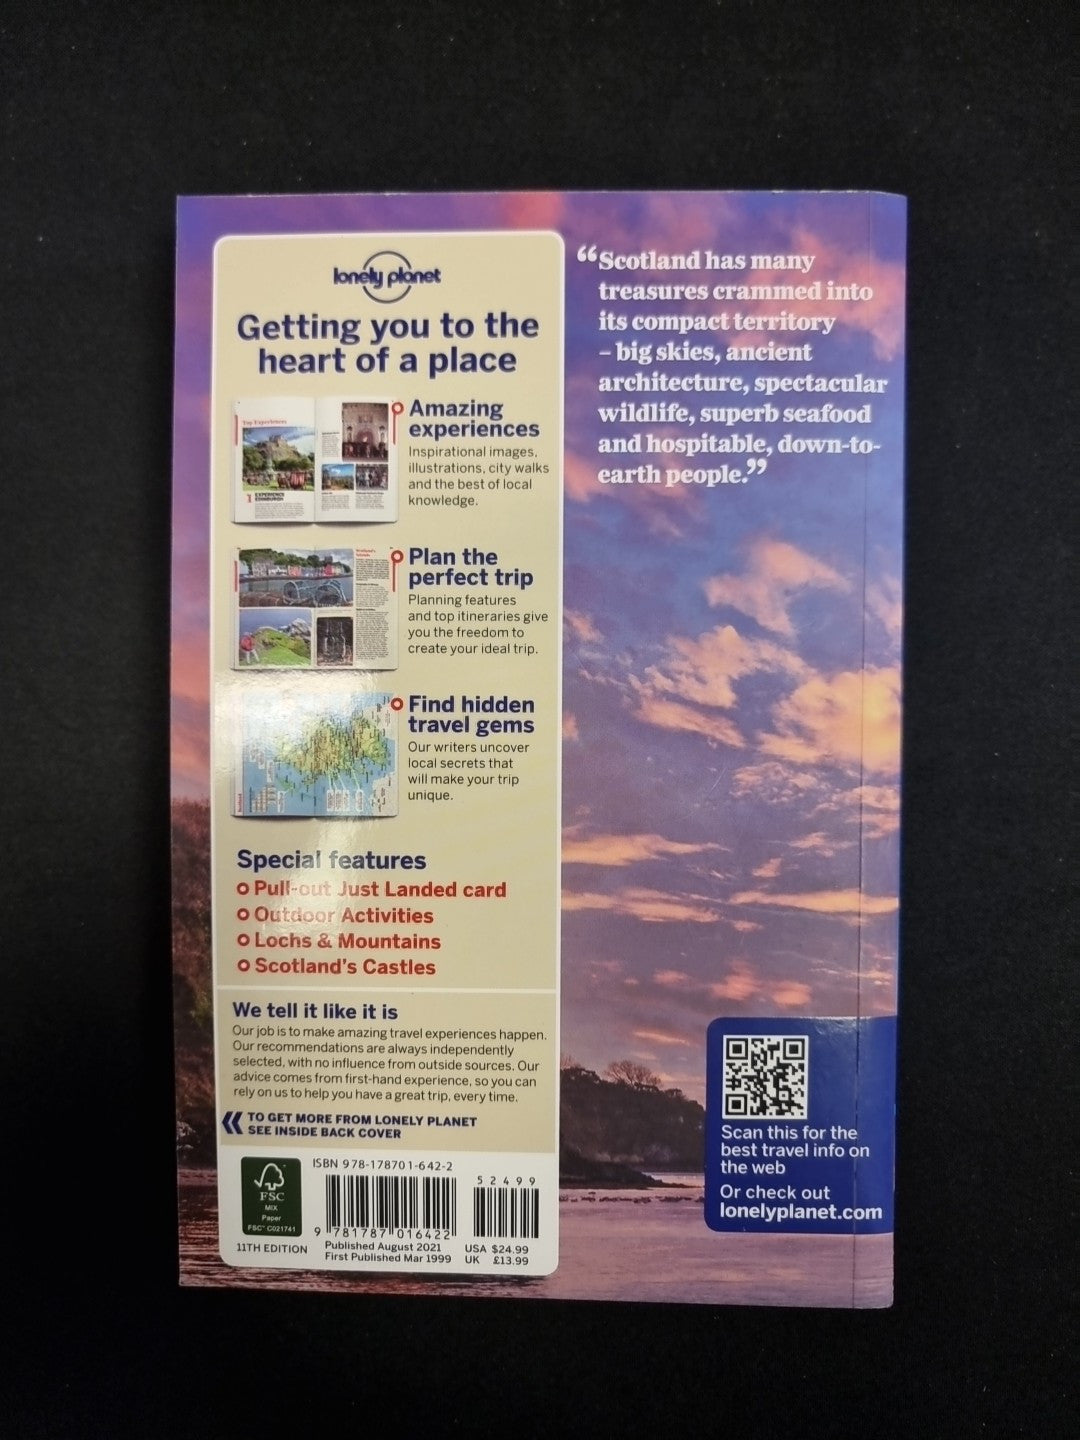 lonely planet
Getting you to the
heart of a place
Top Experiences
EXPERIENCE
EDINBURGH
Amazing
experiences
Inspirational images,
illustrations, city walks
and the best of local
knowledge.
Plan the
perfect trip
Planning features
and top itineraries give
you the freedom to
create your ideal trip.
Find hidden
travel gems
Our writers uncover
local secrets that
will make your trip
unique.
Special features
Pull-out Just Landed card
Outdoor Activities
Lochs & Mountains
Scotland's Castles
We tell it like it is
Our job is to make amazing travel experiences happen.
Our recommendations are always independently
selected, with no influence from outside sources. Our
advice comes from first-hand experience, so you can
rely on us to help you have a great trip, every time.
TO GET MORE FROM LONELY PLANET
SEE INSIDE BACK COVER
FSC
MIX
Paper
FSC™ C021741
11TH EDITION
ISBN 978-178701-642-2
52499
9 781787 016422
Published August 2021
First Published Mar 1999
USA $24.99
UK £13.99
“Scotland has many
treasures crammed into
its compact territory
– big skies, ancient
architecture, spectacular
wildlife, superb seafood
and hospitable, down-to-
earth people.”
Scan this for the
best travel info on
the web
Or check out
lonelyplanet.com